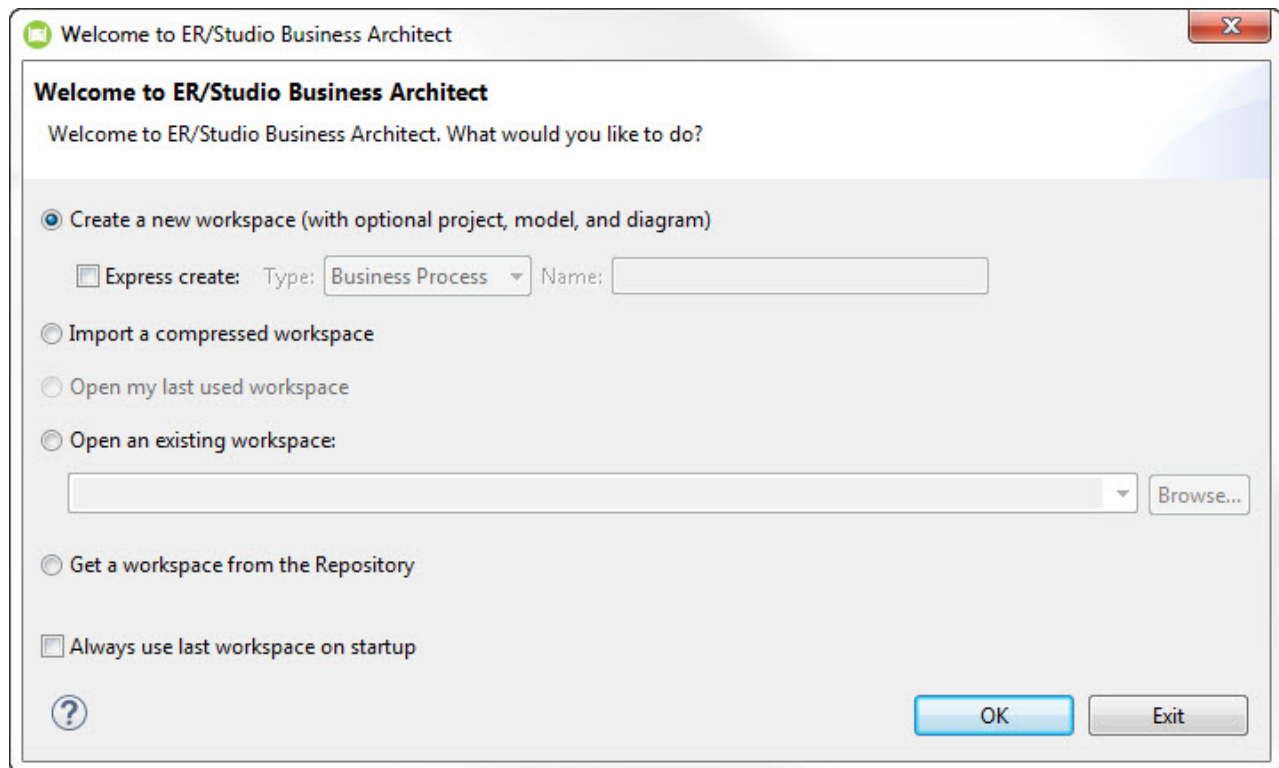 Welcome to ER/Studio Business Architect
Welcome to ER/Studio Business Architect
Welcome to ER/Studio Business Architect. What would you like to do?
Create a new workspace (with optional project, model, and diagram)
Express create: Type: Business Process Name:
Import a compressed workspace
Open my last used workspace
Open an existing workspace:
Browse...
Get a workspace from the Repository
Always use last workspace on startup
? OK Exit